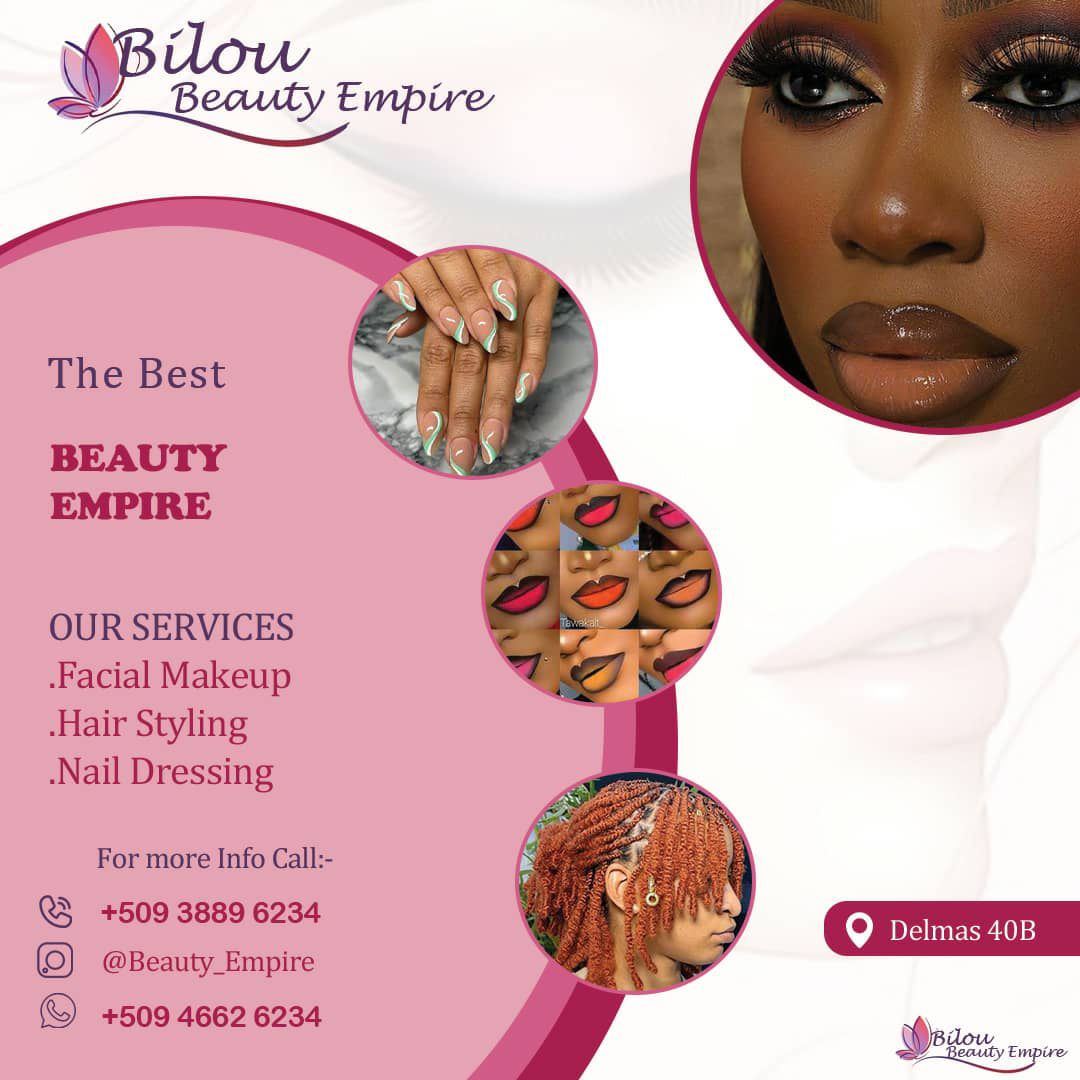 Bilou
Beauty Empire
The Best
BEAUTY
EMPIRE
OUR SERVICES
.Facial Makeup
.Hair Styling
.Nail Dressing
For more Info Call:-
+509 3889 6234
@Beauty_Empire
+509 4662 6234
Tawakalt_
Delmas 40B
Bilou
Beauty Empire